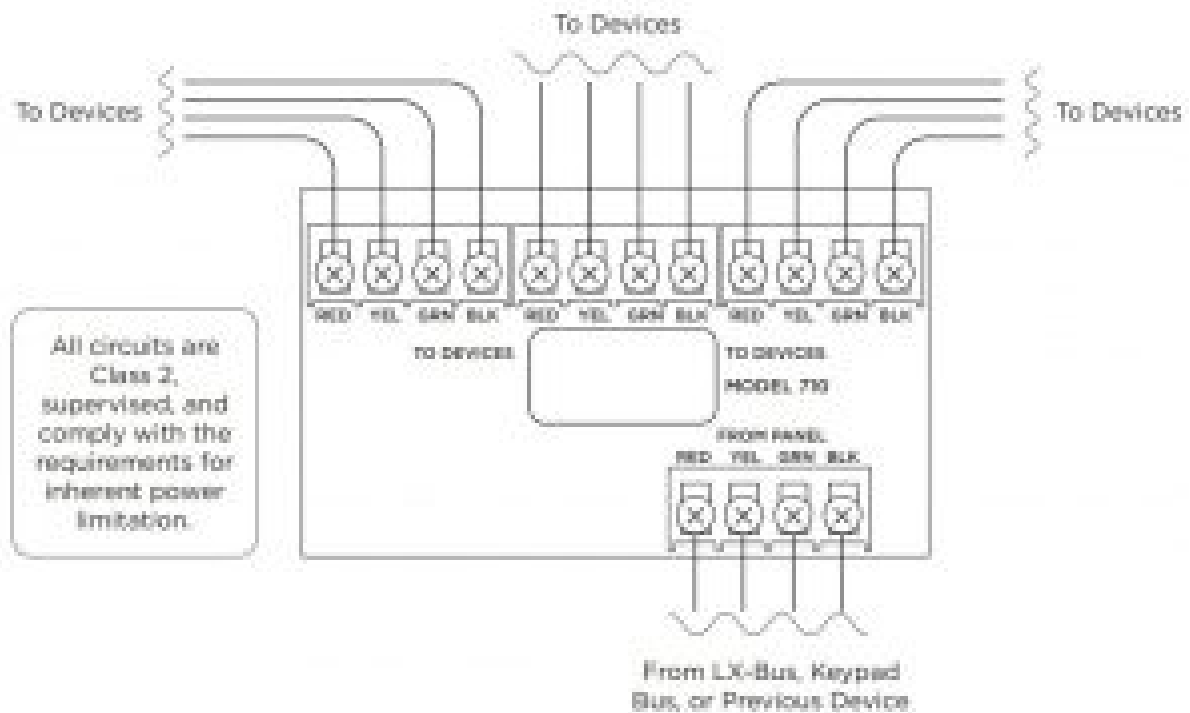 To Devices
To Devices
To Devices
RED YEL GRN BLK RED YEL GRN BLK RED YEL GRN BLK
TO DEVICES
TO DEVICES
MODEL 710
All circuits are
Class 2,
supervised, and
comply with the
requirements for
inherent power
limitation.
FROM PANEL
RED YEL GRN BLK
From LX-Bus, Keypad
Bus, or Previous Device